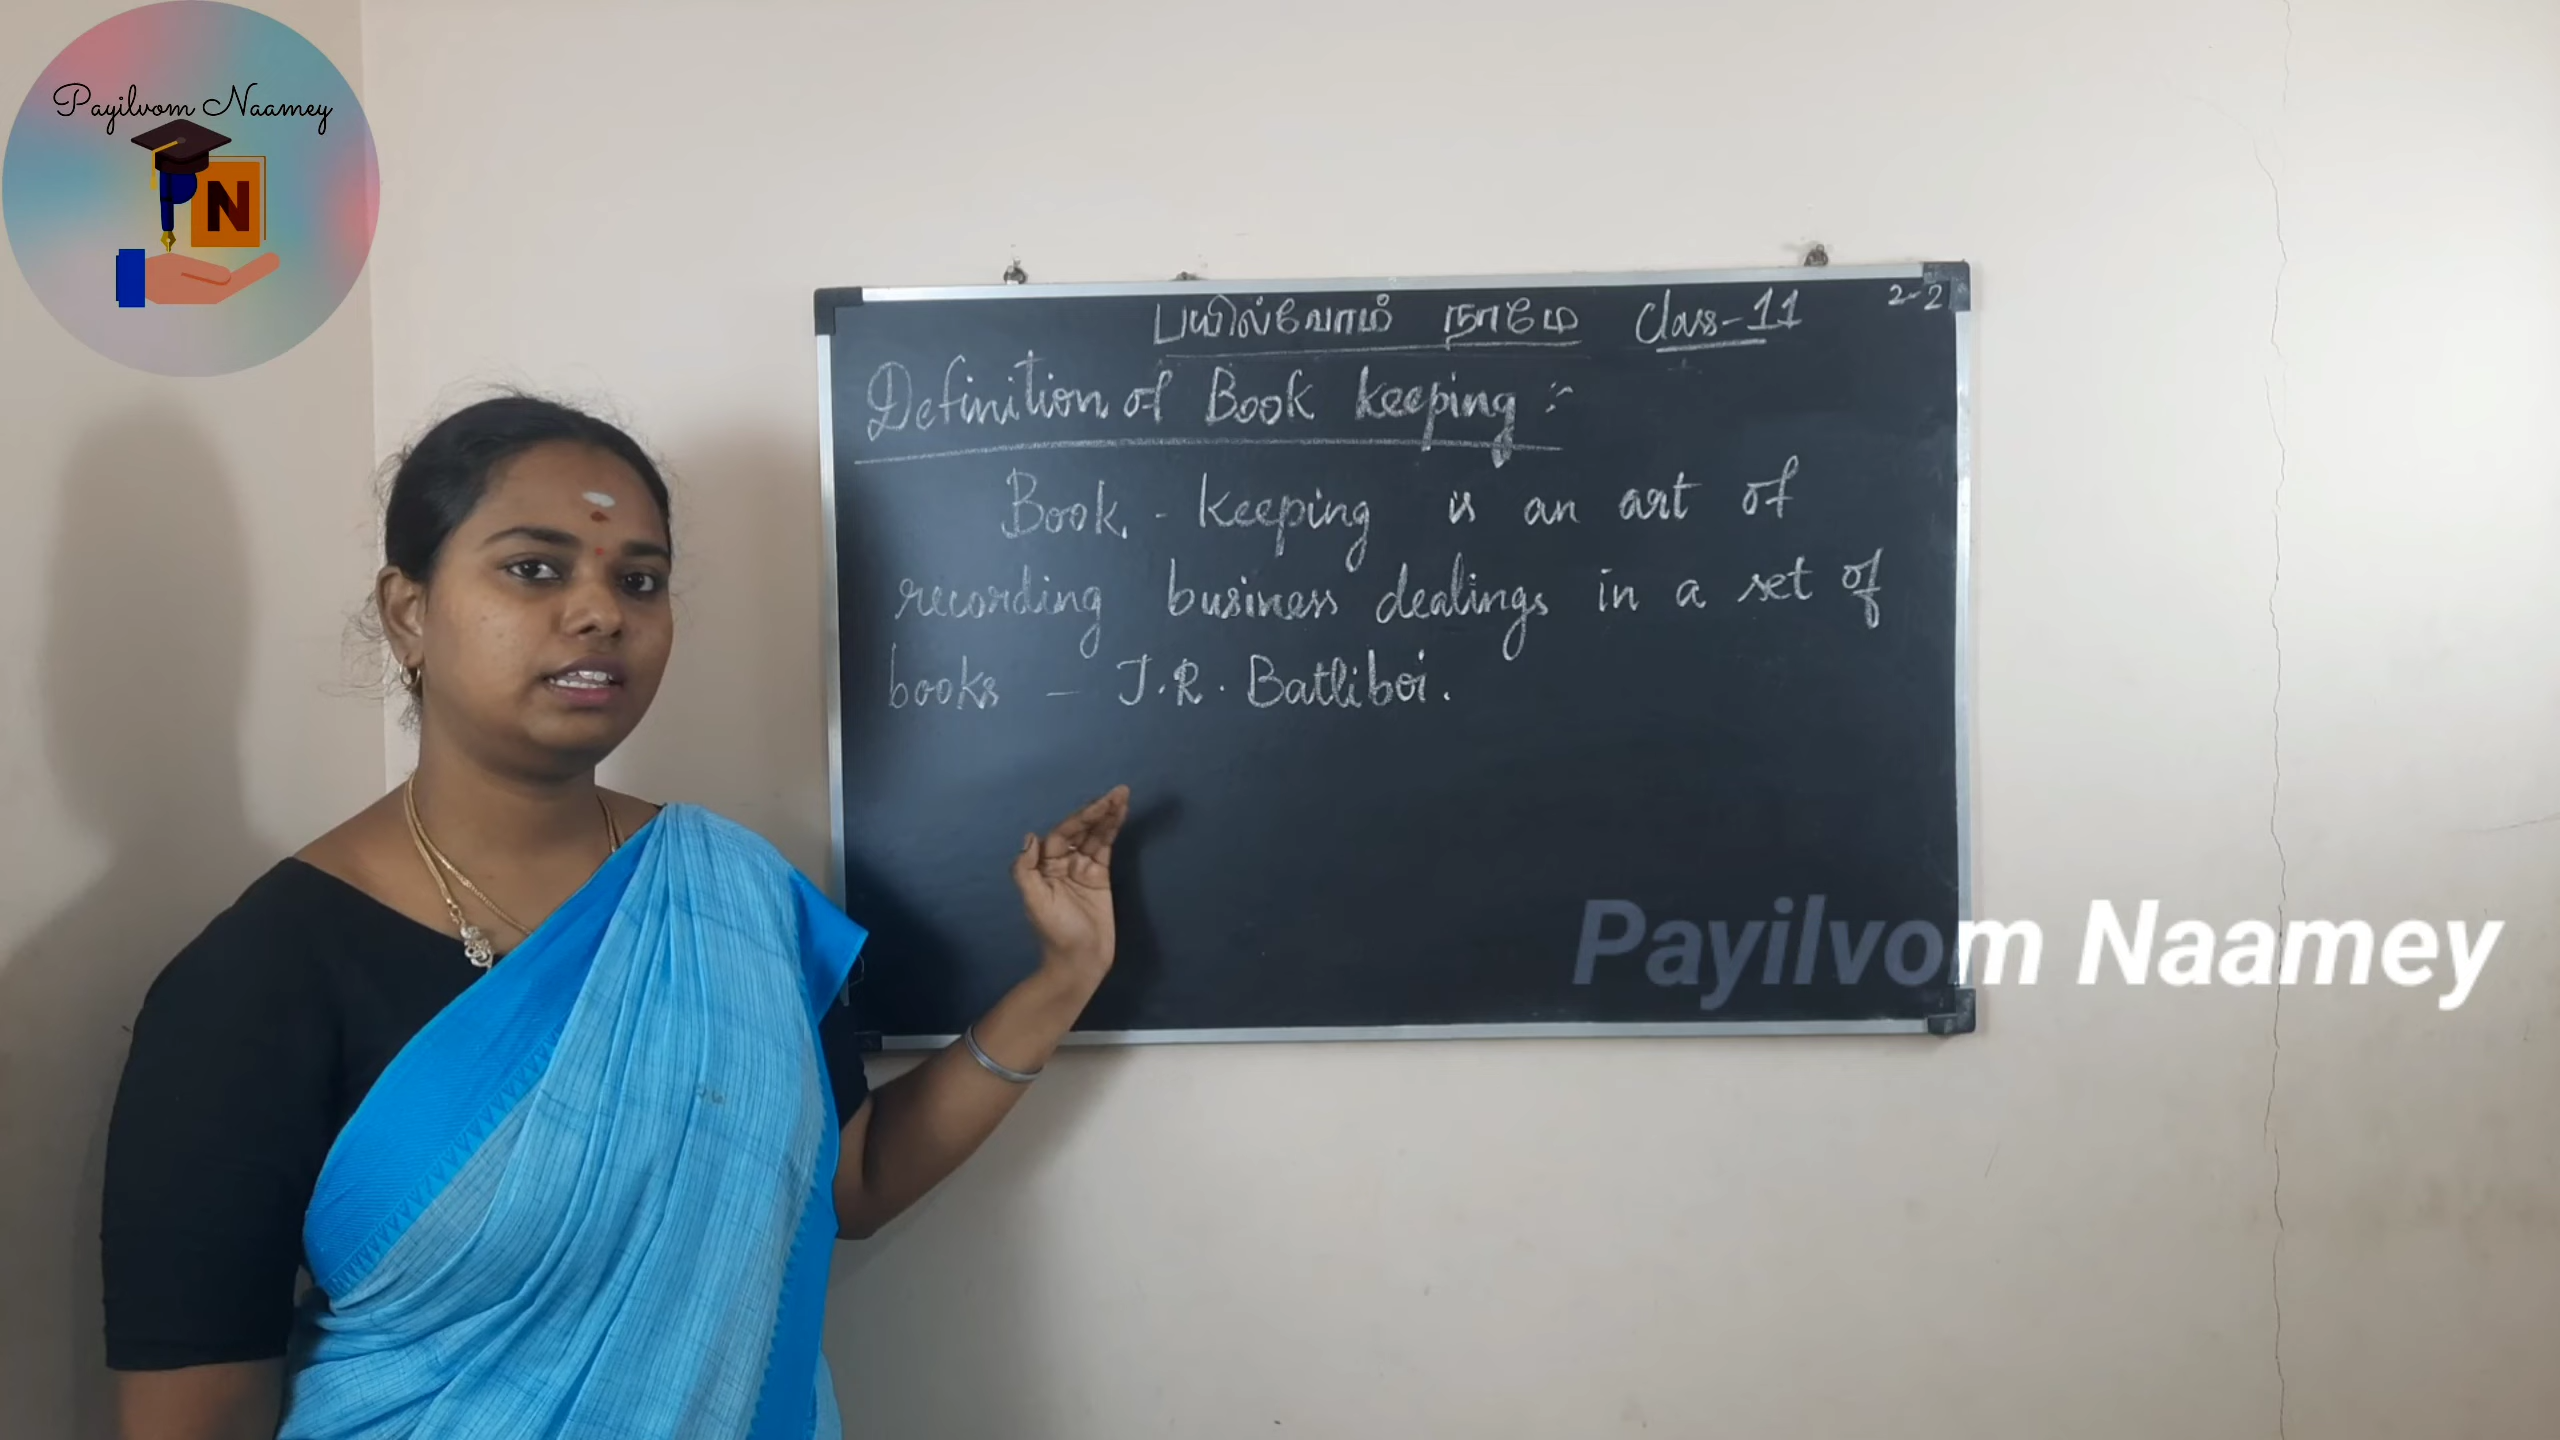 Payilvom Naamey
P N
பயில்வோம் நாமே Class-11 2-2
Definition of Book keeping :-
Book - keeping is an art of
recording business dealings in a set of
books - J.R. Batliboi.
Payilvom Naamey